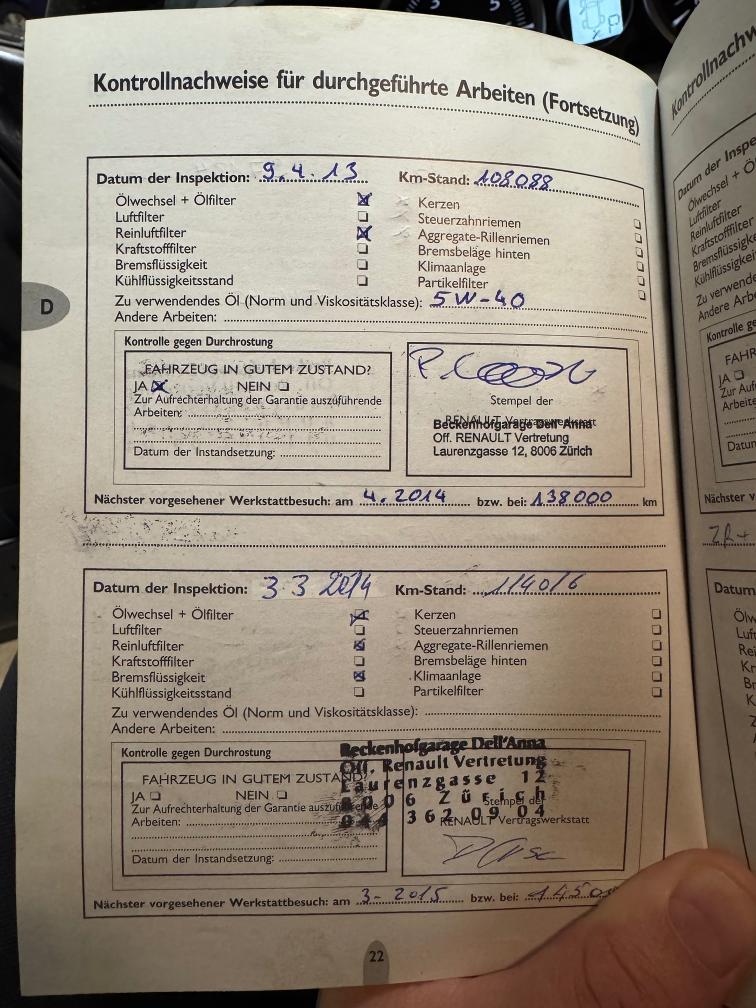 Kontrollnachweise für durchgeführte Arbeiten (Fortsetzung)
Datum der Inspektion: 9.4.13 Km-Stand: 108088
Ölwechsel + Ölfilter Kerzen
Luftfilter Steuerzahnriemen
Reinluftfilter Aggregate-Rillenriemen
Kraftstofffilter Bremsbeläge hinten
Bremsflüssigkeit Klimaanlage
Kühlflüssigkeitsstand Partikelfilter
Zu verwendendes Öl (Norm und Viskositätsklasse): 5W-40
Andere Arbeiten:
D
Kontrolle gegen Durchrostung
FAHRZEUG IN GUTEM ZUSTAND?
JA NEIN
Zur Aufrechterhaltung der Garantie auszuführende
Arbeiten:
Datum der Instandsetzung:
Stempel der
RENAULT Vertragswerkstatt
Beckenhofgarage Dell'Anna
Off. RENAULT Vertretung
Laurenzgasse 12, 8006 Zürich
Nächster vorgesehener Werkstattbesuch: am 4.2014 bzw. bei: 138000 km
Datum der Inspektion: 3 3 2014 Km-Stand: 114016
Ölwechsel + Ölfilter Kerzen
Luftfilter Steuerzahnriemen
Reinluftfilter Aggregate-Rillenriemen
Kraftstofffilter Bremsbeläge hinten
Bremsflüssigkeit Klimaanlage
Kühlflüssigkeitsstand Partikelfilter
Zu verwendendes Öl (Norm und Viskositätsklasse):
Andere Arbeiten:
Kontrolle gegen Durchrostung
FAHRZEUG IN GUTEM ZUSTAND?
JA NEIN
Zur Aufrechterhaltung der Garantie auszuführende
Arbeiten:
Datum der Instandsetzung:
Beckenhofgarage Dell'Anna
Off. Renault Vertretung
Laurenzgasse 12
8006 Zürich
044 362 09 04
Stempel der
RENAULT Vertragswerkstatt
Nächster vorgesehener Werkstattbesuch: am 3-2015 bzw. bei:
22